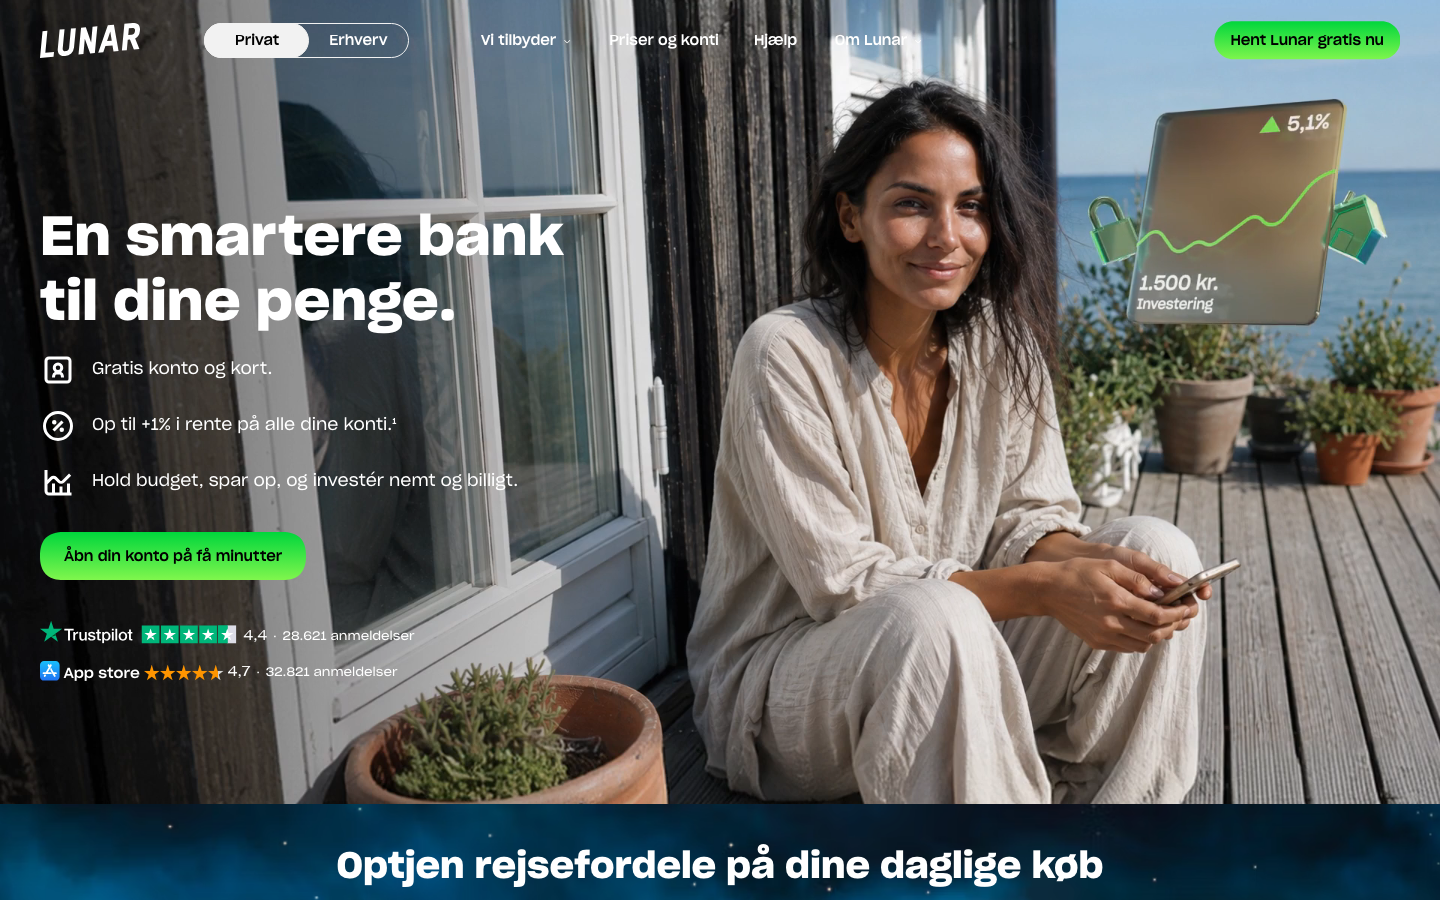 LUNAR
Privat
Erhverv
Vi tilbyder
Priser og konti
Hjælp
Om Lunar
Hent Lunar gratis nu
5,1%
1.500 kr.
Investering
En smartere bank
til dine penge.
Gratis konto og kort.
Op til +1% i rente på alle dine konti.¹
Hold budget, spar op, og investér nemt og billigt.
Åbn din konto på få minutter
Trustpilot 4,4 · 28.621 anmeldelser
App store 4,7 · 32.821 anmeldelser
Optjen rejsefordele på dine daglige køb